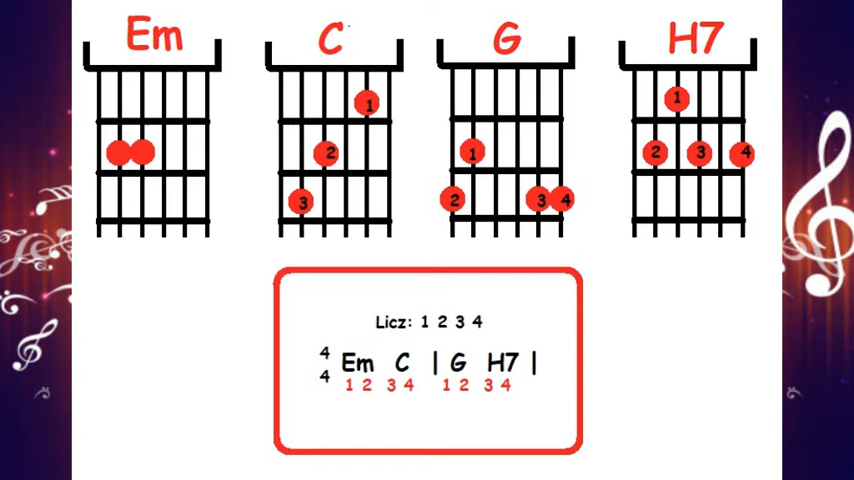 Em C G H7
1 1 1
2 1 2 3 4
3 2 3 4
Licz: 1 2 3 4
4 Em C | G H7 |
4 1 2 3 4 1 2 3 4